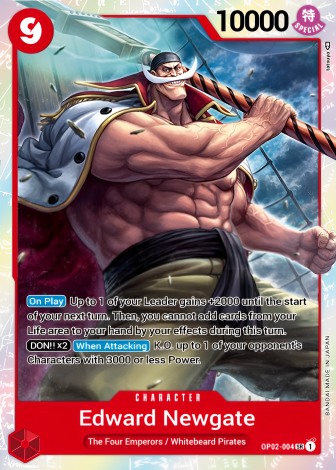 9
10000
特
SPECIAL
tatsuya
On Play Up to 1 of your Leader gains +2000 until the start
of your next turn. Then, you cannot add cards from your
Life area to your hand by your effects during this turn.
DON!! ×2 When Attacking K.O. up to 1 of your opponent's
Characters with 3000 or less Power.
BANDAI MADE IN JAPAN
CHARACTER
Edward Newgate
The Four Emperors / Whitebeard Pirates
OP02-004 SR 1